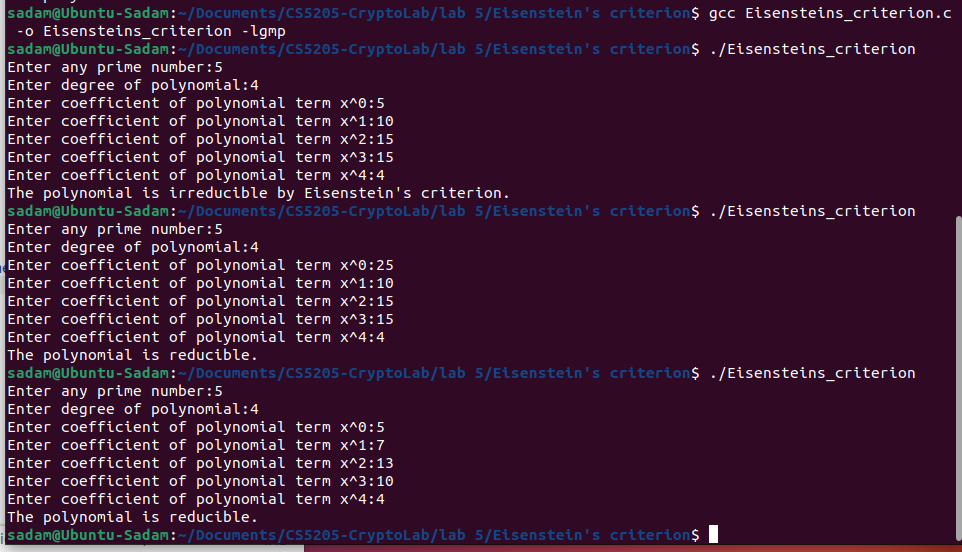 sadam@Ubuntu-Sadam:~/Documents/CS5205-CryptoLab/lab 5/Eisenstein's criterion$ gcc Eisensteins_criterion.c
-o Eisensteins_criterion -lgmp
sadam@Ubuntu-Sadam:~/Documents/CS5205-CryptoLab/lab 5/Eisenstein's criterion$ ./Eisensteins_criterion
Enter any prime number:5
Enter degree of polynomial:4
Enter coefficient of polynomial term x^0:5
Enter coefficient of polynomial term x^1:10
Enter coefficient of polynomial term x^2:15
Enter coefficient of polynomial term x^3:15
Enter coefficient of polynomial term x^4:4
The polynomial is irreducible by Eisenstein's criterion.
sadam@Ubuntu-Sadam:~/Documents/CS5205-CryptoLab/lab 5/Eisenstein's criterion$ ./Eisensteins_criterion
Enter any prime number:5
Enter degree of polynomial:4
Enter coefficient of polynomial term x^0:25
Enter coefficient of polynomial term x^1:10
Enter coefficient of polynomial term x^2:15
Enter coefficient of polynomial term x^3:15
Enter coefficient of polynomial term x^4:4
The polynomial is reducible.
sadam@Ubuntu-Sadam:~/Documents/CS5205-CryptoLab/lab 5/Eisenstein's criterion$ ./Eisensteins_criterion
Enter any prime number:5
Enter degree of polynomial:4
Enter coefficient of polynomial term x^0:5
Enter coefficient of polynomial term x^1:7
Enter coefficient of polynomial term x^2:13
Enter coefficient of polynomial term x^3:10
Enter coefficient of polynomial term x^4:4
The polynomial is reducible.
sadam@Ubuntu-Sadam:~/Documents/CS5205-CryptoLab/lab 5/Eisenstein's criterion$